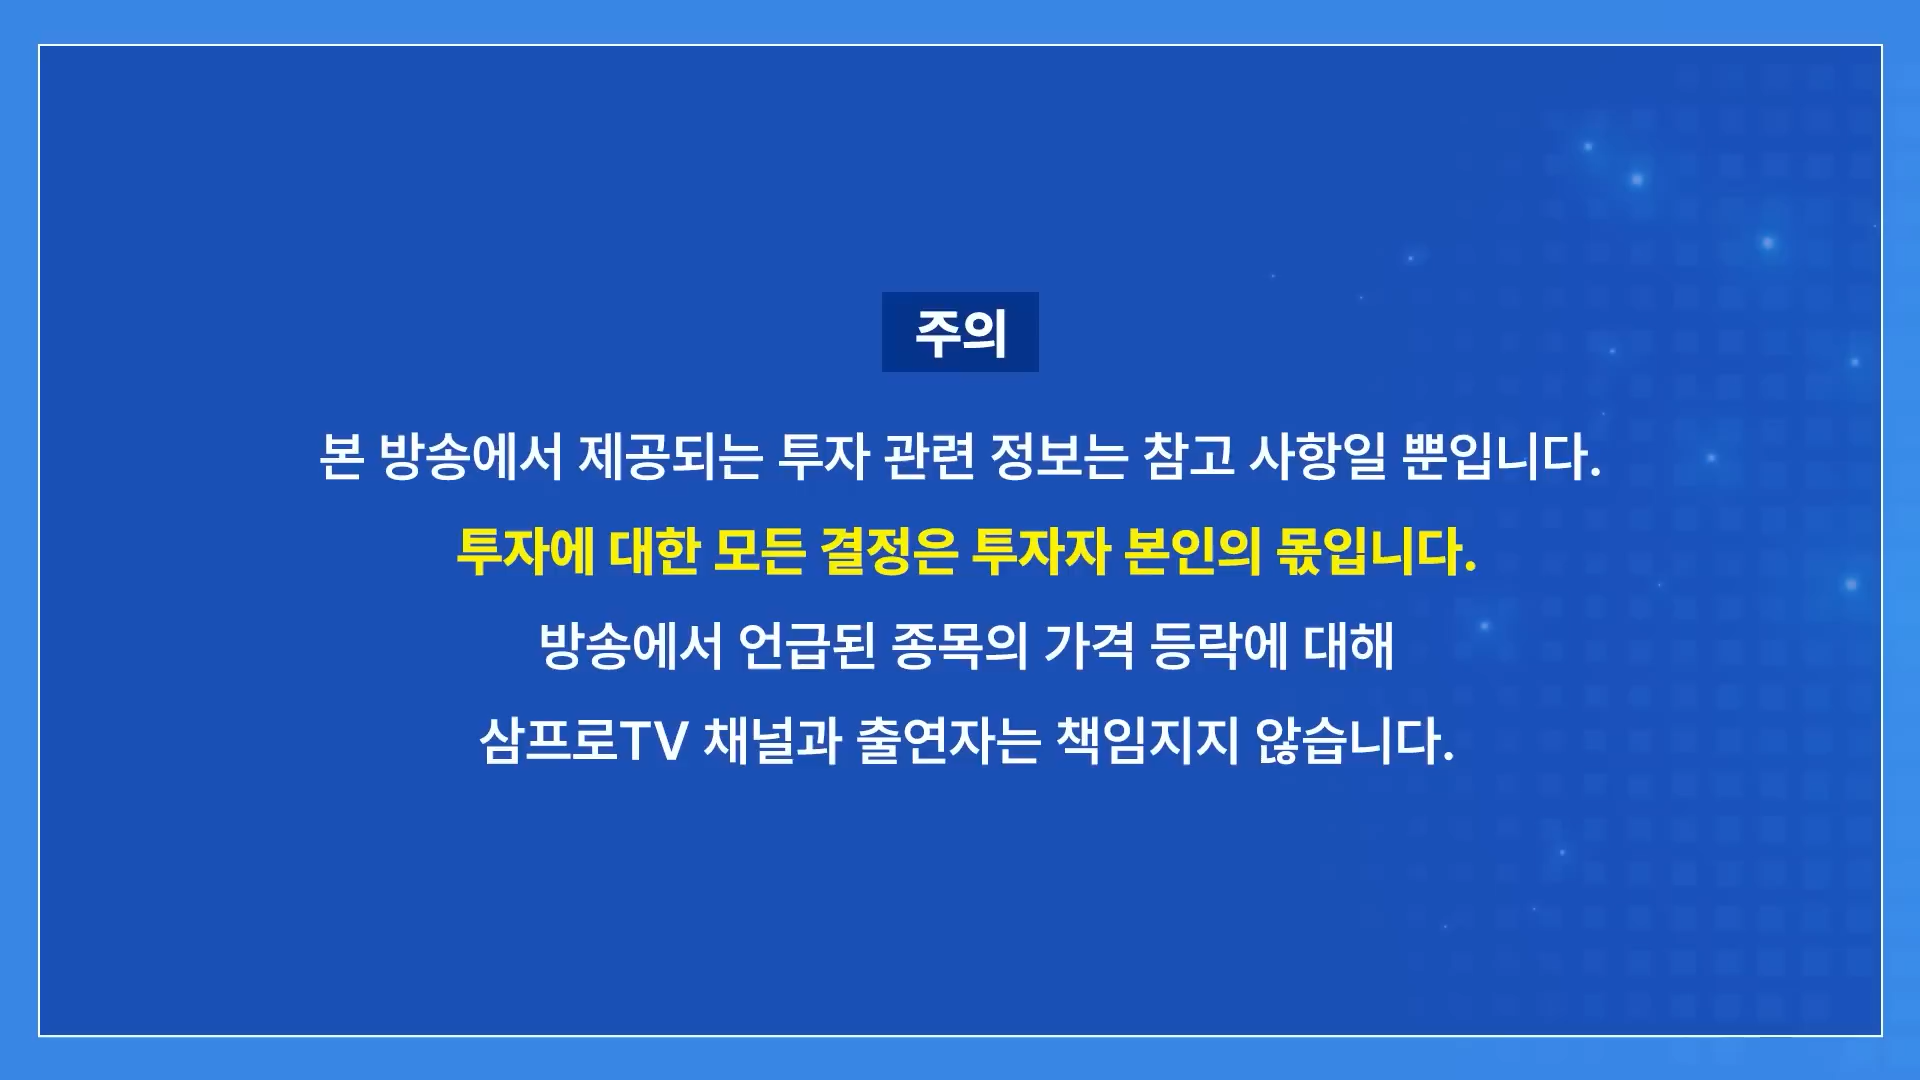 주의
본 방송에서 제공되는 투자 관련 정보는 참고 사항일 뿐입니다.
투자에 대한 모든 결정은 투자자 본인의 몫입니다.
방송에서 언급된 종목의 가격 등락에 대해
삼프로TV 채널과 출연자는 책임지지 않습니다.